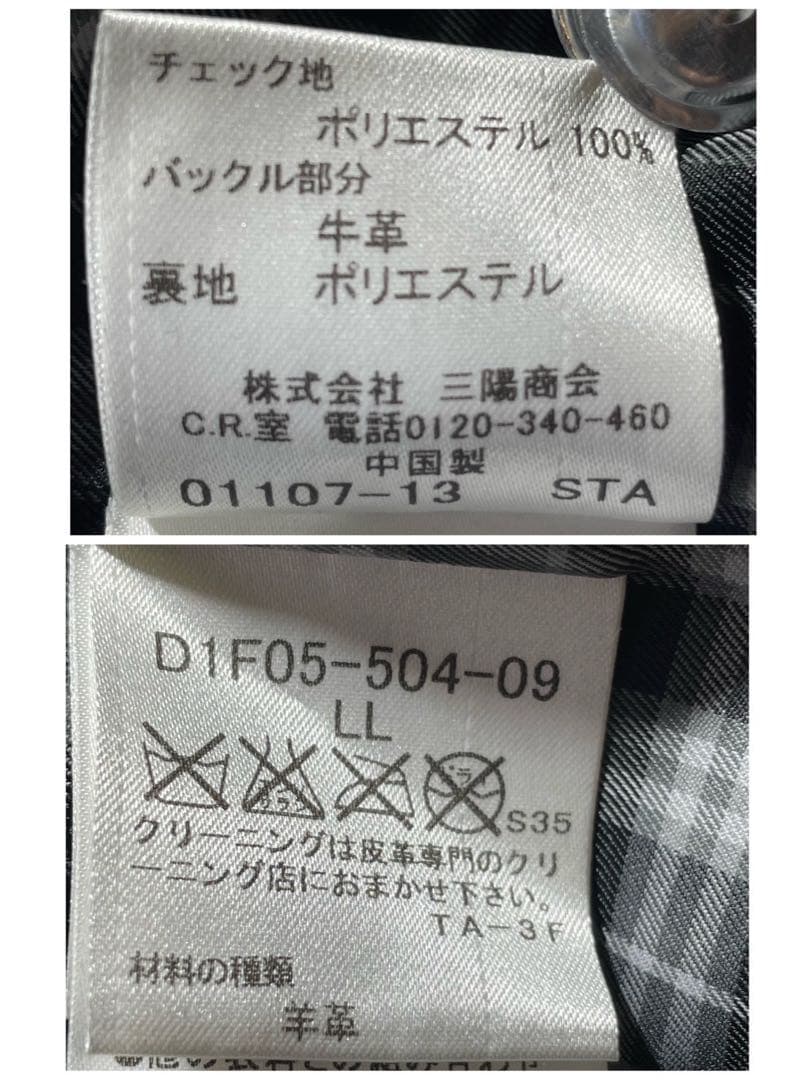 チェック地
ポリエステル 100%
バックル部分
牛革
裏地 ポリエステル
株式会社 三陽商会
C.R.室 電話0120-340-460
中国製
01107-13 STA
D1F05-504-09
LL
S35
クリーニングは皮革専門のクリ
ーニング店におまかせ下さい。
TA-3F
材料の種類
羊革